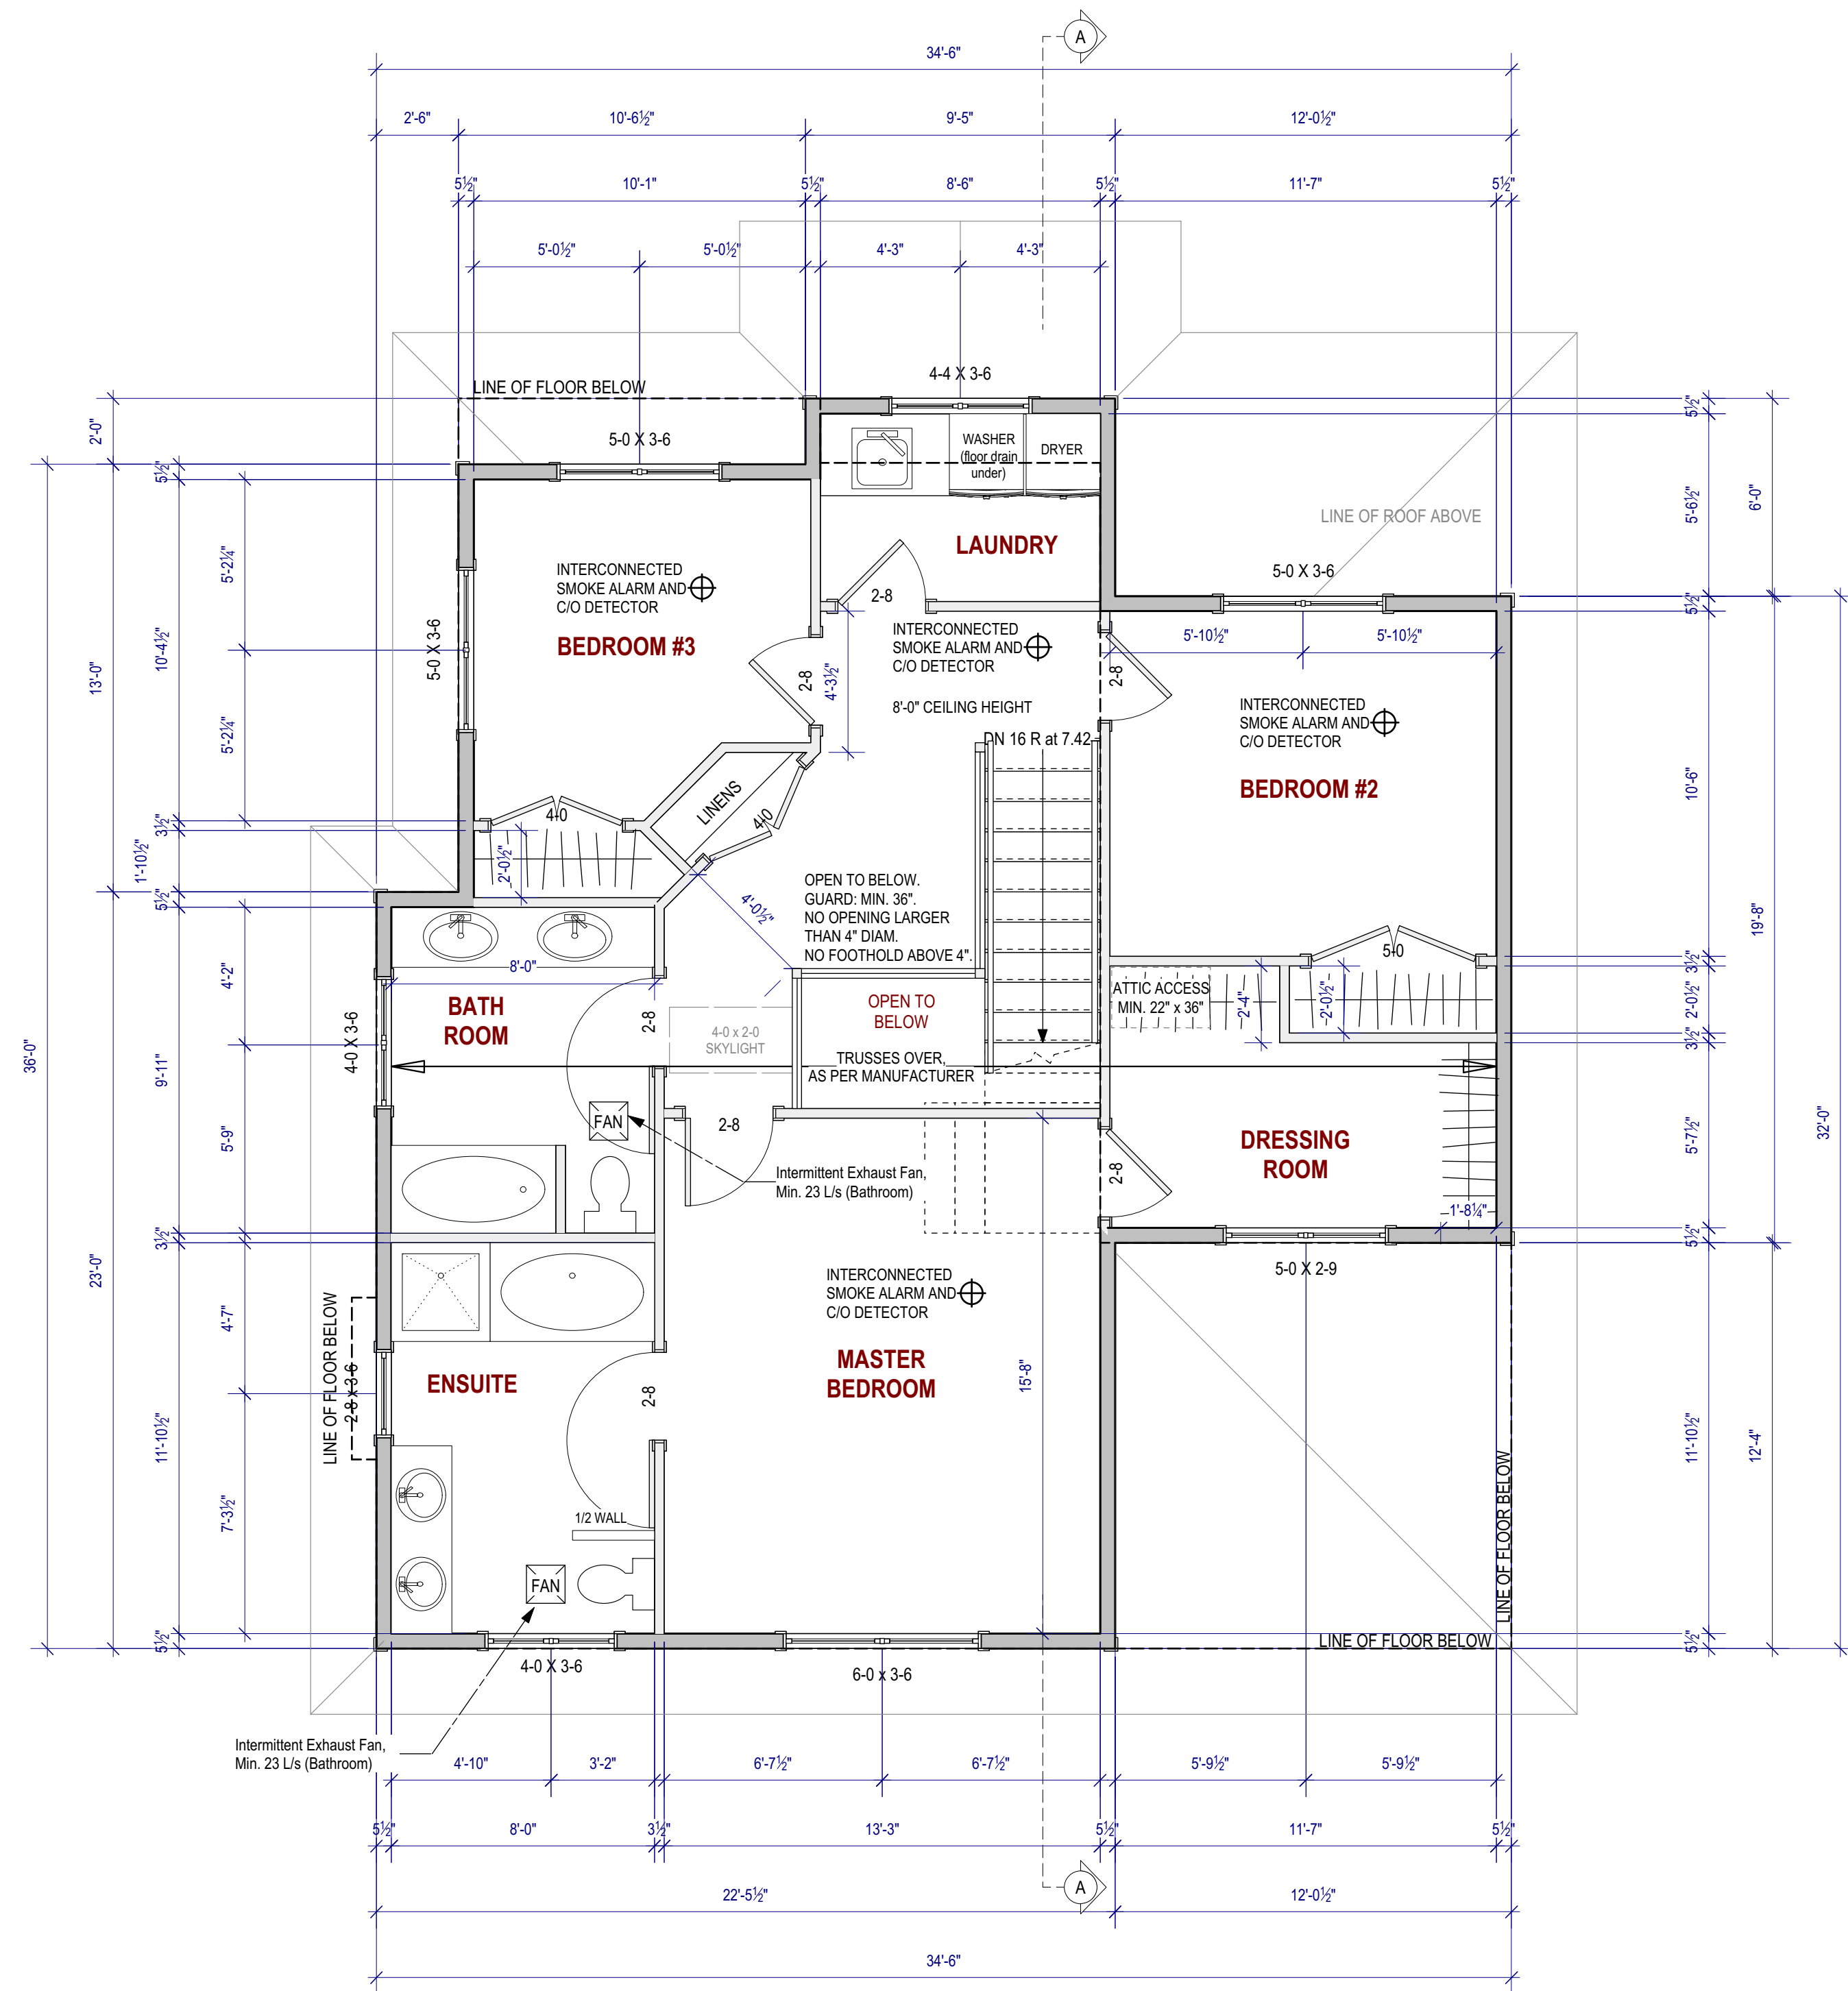 A
34'-6"
2'-6"
10'-6½"
9'-5"
12'-0½"
5½"
10'-1"
5½"
8'-6"
5½"
11'-7"
5½"
5'-0½"
5'-0½"
4'-3"
4'-3"
4-4 X 3-6
LINE OF FLOOR BELOW
5-0 X 3-6
2'-0"
5½"
5½"
WASHER
(floor drain
under)
DRYER
LINE OF ROOF ABOVE
5'-6½"
6'-0"
LAUNDRY
INTERCONNECTED
SMOKE ALARM AND
C/O DETECTOR
BEDROOM #3
5-0 X 3-6
5'-2¼"
10'-4½"
13'-0"
5'-2¼"
2-8
2-8
4'-3½"
INTERCONNECTED
SMOKE ALARM AND
C/O DETECTOR
8'-0" CEILING HEIGHT
DN 16 R at 7.42
5-0 X 3-6
5½"
5'-10½"
5'-10½"
2-8
INTERCONNECTED
SMOKE ALARM AND
C/O DETECTOR
BEDROOM #2
10'-6"
LINENS
4-0
4-0
3½"
1'-10½"
2'-0½"
5½"
4'-0½"
OPEN TO BELOW.
GUARD: MIN. 36".
NO OPENING LARGER
THAN 4" DIAM.
NO FOOTHOLD ABOVE 4".
5-0
19'-8"
3½"
2'-0½"
3½"
36'-0"
4'-2"
8'-0"
BATH
ROOM
4-0 X 3-6
9'-11"
2-8
4-0 x 2-0
SKYLIGHT
OPEN TO
BELOW
TRUSSES OVER,
AS PER MANUFACTURER
ATTIC ACCESS
MIN. 22" x 36"
2'-4"
2'-0½"
32'-0"
5'-9"
FAN
2-8
Intermittent Exhaust Fan,
Min. 23 L/s (Bathroom)
2-8
DRESSING
ROOM
5'-7½"
1'-8¼"
5½"
3½"
23'-0"
5-0 X 2-9
INTERCONNECTED
SMOKE ALARM AND
C/O DETECTOR
MASTER
BEDROOM
15'-8"
4'-7"
LINE OF FLOOR BELOW
2-8 x 3-6
ENSUITE
2-8
11'-10½"
7'-3½"
11'-10½"
12'-4"
LINE OF FLOOR BELOW
1/2 WALL
FAN
5½"
5½"
LINE OF FLOOR BELOW
4-0 X 3-6
6-0 x 3-6
Intermittent Exhaust Fan,
Min. 23 L/s (Bathroom)
4'-10"
3'-2"
6'-7½"
6'-7½"
5'-9½"
5'-9½"
5½"
8'-0"
3½"
13'-3"
5½"
11'-7"
5½"
A
22'-5½"
12'-0½"
34'-6"